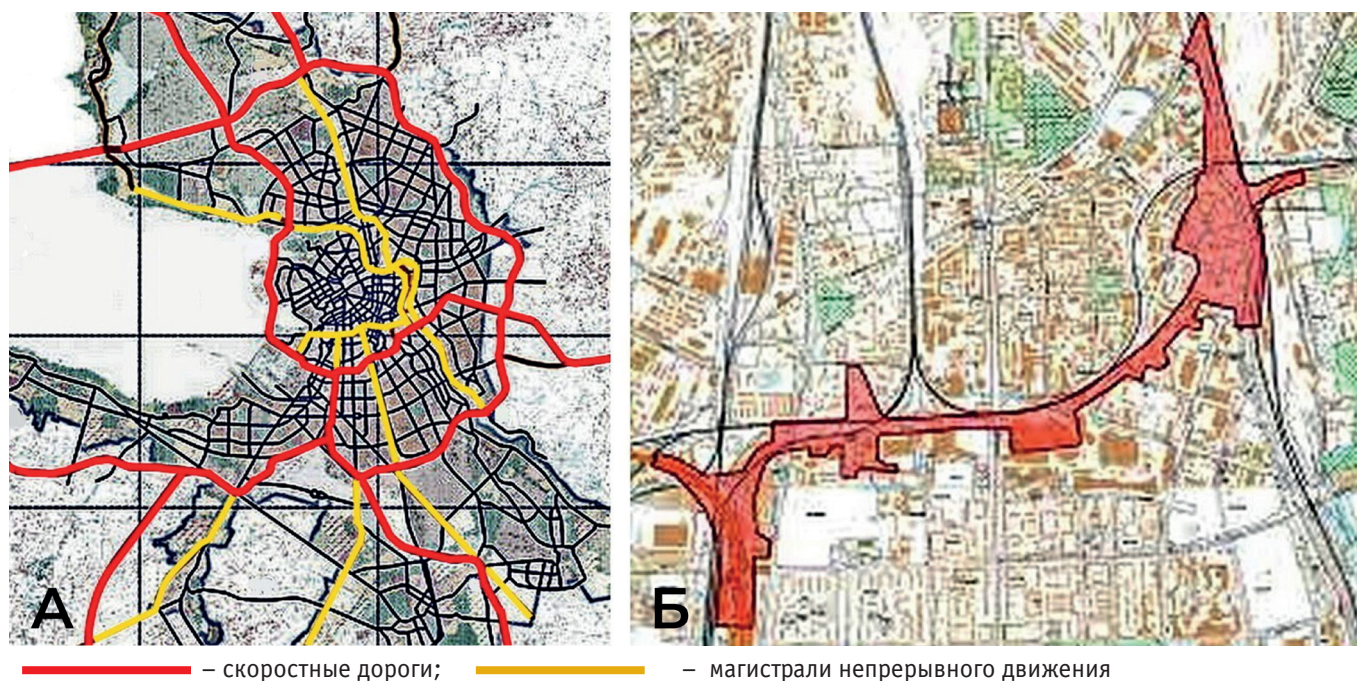 А Б
– скоростные дороги; – магистрали непрерывного движения